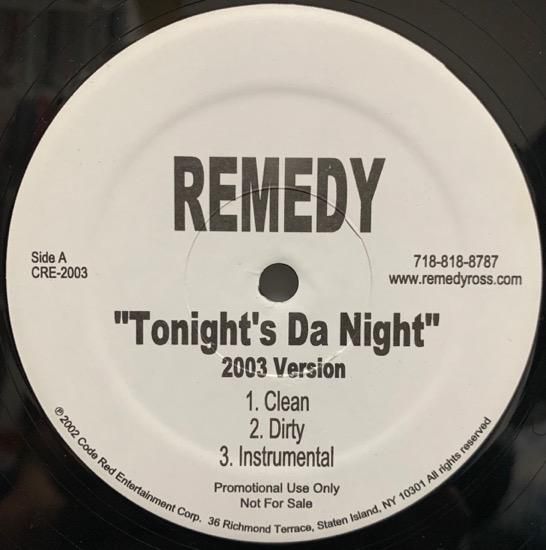 REMEDY
Side A
CRE-2003
718-818-8787
www.remedyross.com
"Tonight's Da Night"
2003 Version
1. Clean
2. Dirty
3. Instrumental
Promotional Use Only
Not For Sale
℗ 2002 Code Red Entertainment Corp. 36 Richmond Terrace, Staten Island, NY 10301 All rights reserved